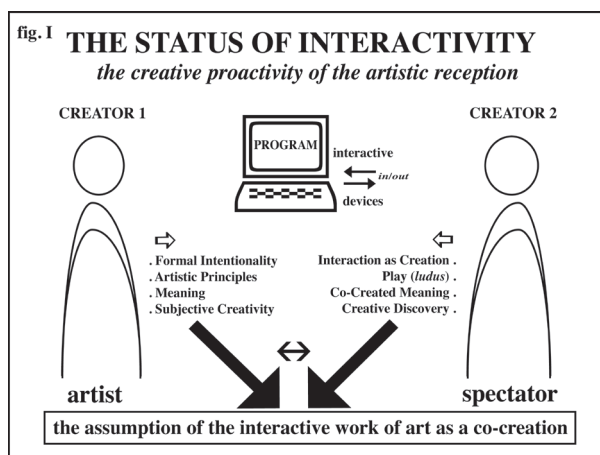 fig. I
THE STATUS OF INTERACTIVITY
the creative proactivity of the artistic reception
CREATOR 1
CREATOR 2
PROGRAM
interactive
in/out
devices
. Formal Intentionality
. Artistic Principles
. Meaning
. Subjective Creativity
Interaction as Creation .
Play (ludus) .
Co-Created Meaning .
Creative Discovery .
artist
spectator
the assumption of the interactive work of art as a co-creation